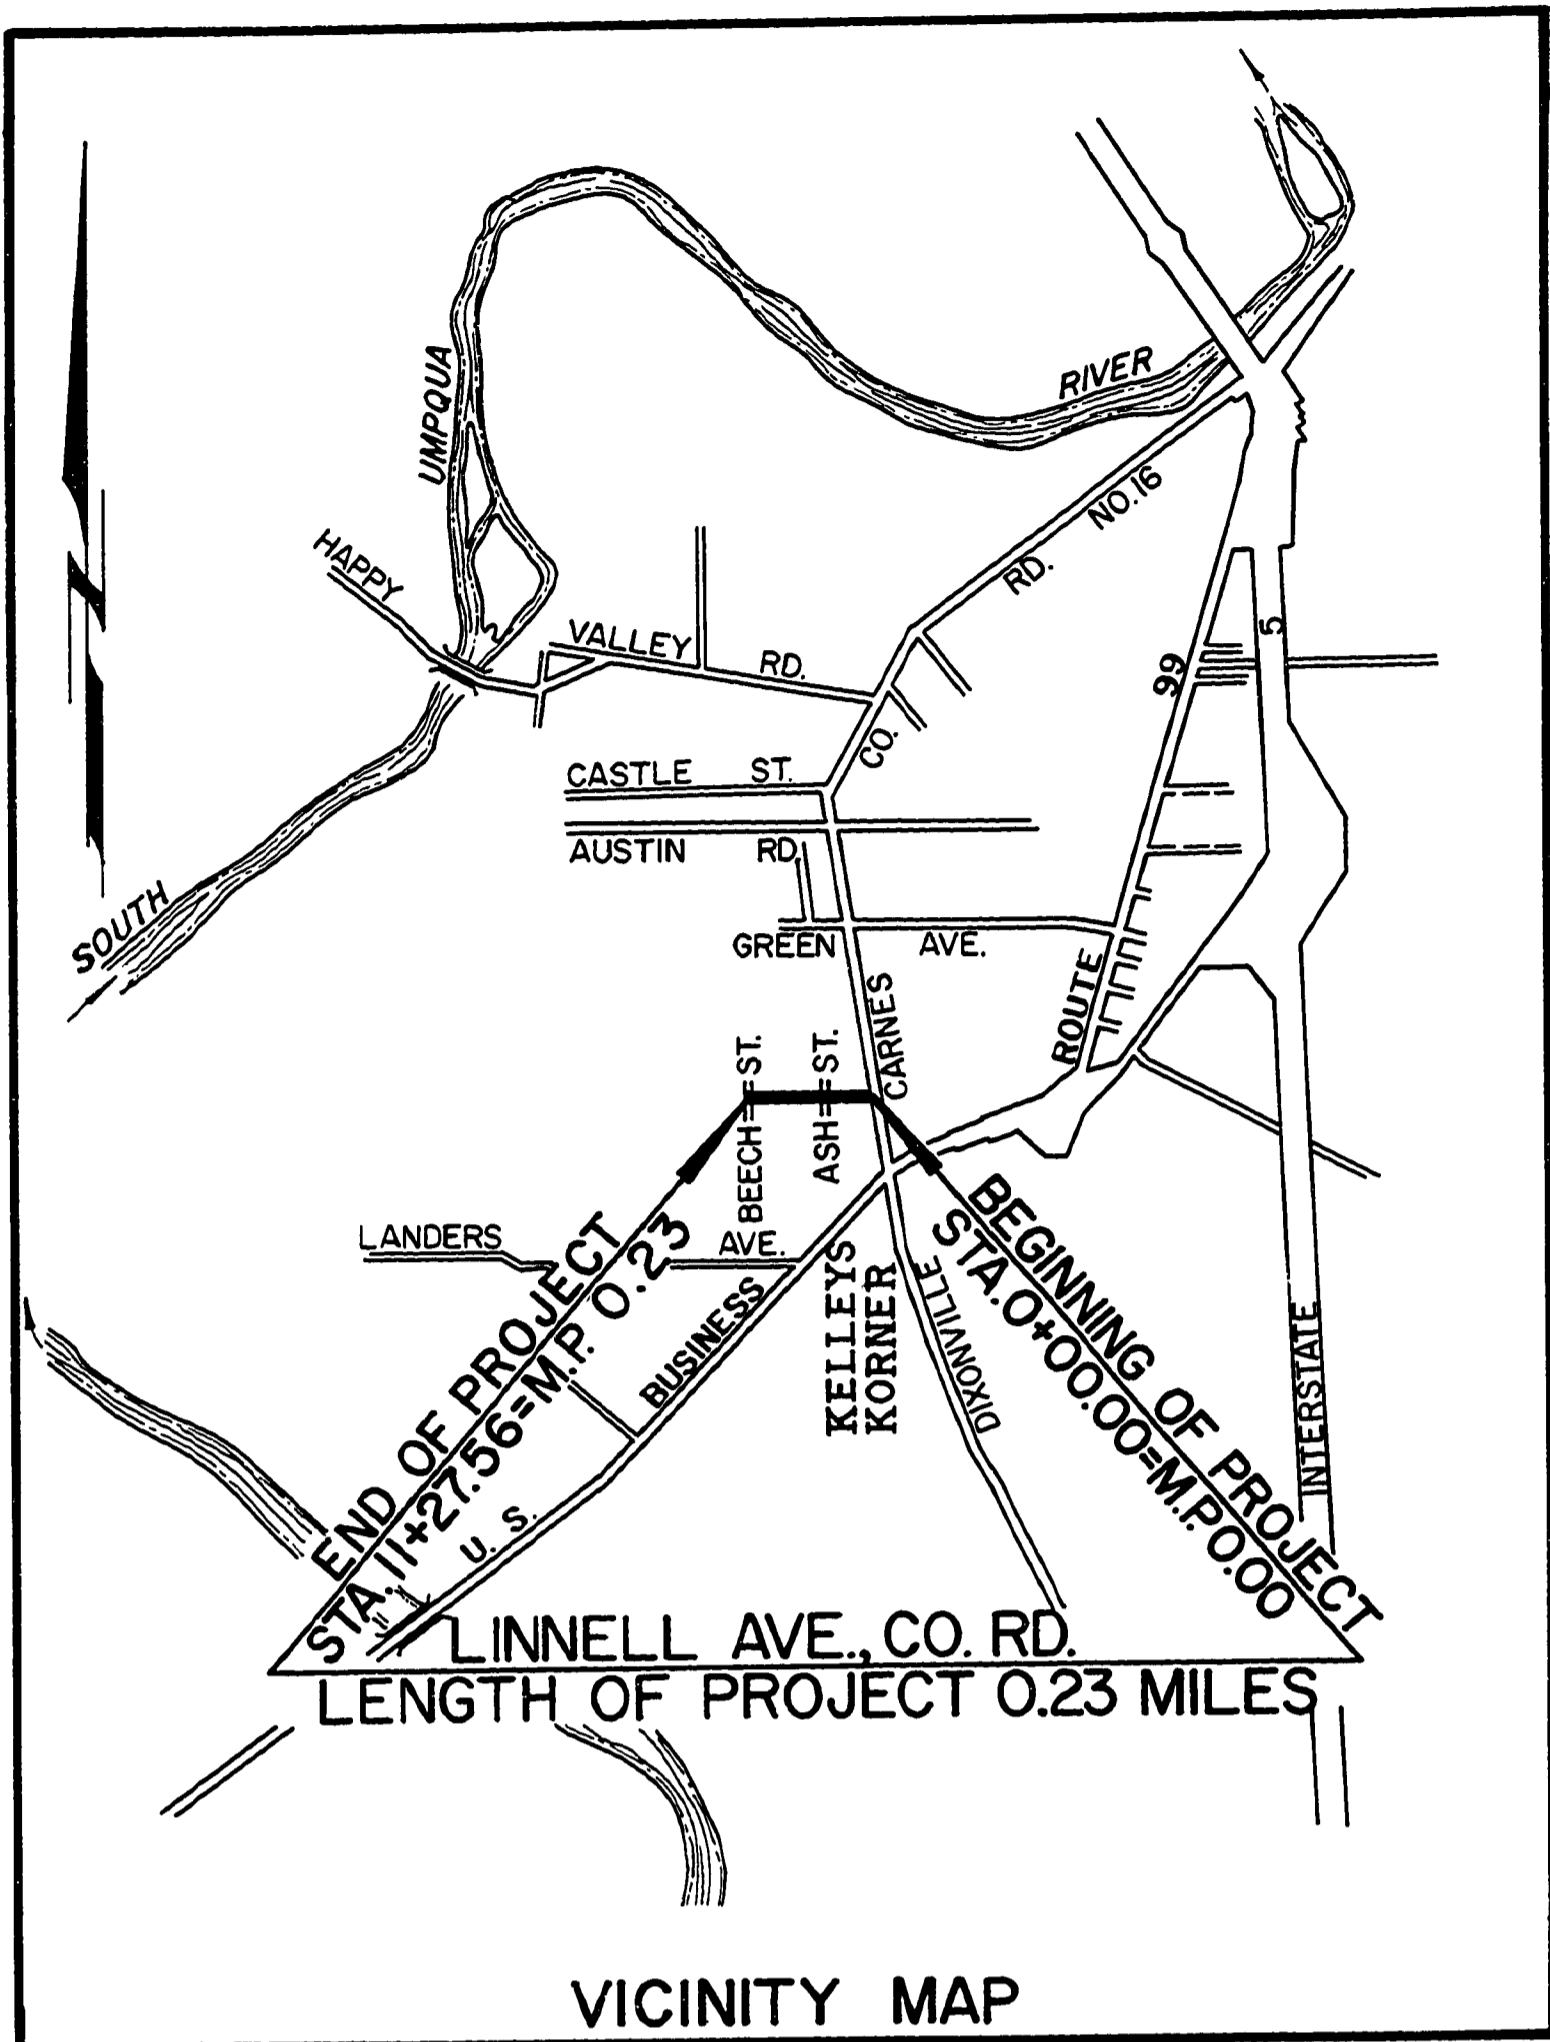 N
UMPQUA
RIVER
HAPPY
VALLEY RD.
CO. RD. NO.16
5
99
CASTLE ST.
AUSTIN RD.
SOUTH
GREEN AVE.
CARNES
ROUTE
BEECH ST.
ASH ST.
LANDERS AVE.
BUSINESS
U. S.
KELLEYS
KORNER
DIXONVILLE
INTERSTATE
END OF PROJECT
STA. 11+27.56=M.P. 0.23
BEGINNING OF PROJECT
STA. 0+00.00=M.P. 0.00
LINNELL AVE., CO. RD.
LENGTH OF PROJECT 0.23 MILES
VICINITY MAP